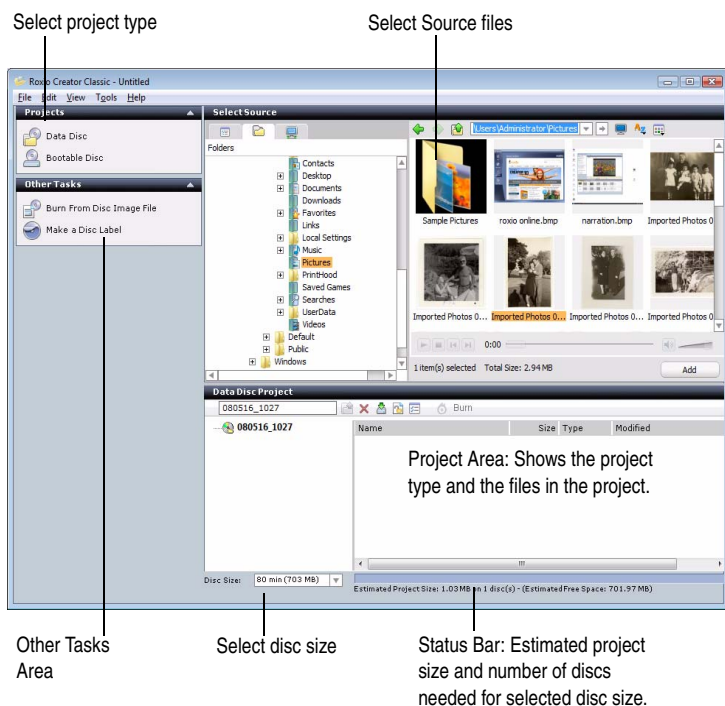 Select project type
Select Source files
Roxio Creator Classic - Untitled
File Edit View Tools Help
Projects
Data Disc
Bootable Disc
Other Tasks
Burn From Disc Image File
Make a Disc Label
Select Source
Folders
Contacts
Desktop
Documents
Downloads
Favorites
Links
Local Settings
Music
Pictures
PrintHood
Saved Games
Searches
UserData
Videos
Default
Public
Windows
\Users\Administrator\Pictures
Sample Pictures
roxio online.bmp
narration.bmp
Imported Photos 0
Imported Photos 0...
Imported Photos 0...
Imported Photos 0...
Imported Photos 0
0:00
1 item(s) selected Total Size: 2.94 MB
Add
Data Disc Project
080516_1027
Burn
080516_1027
Name Size Type Modified
Project Area: Shows the project
type and the files in the project.
Disc Size: 80 min (703 MB)
Estimated Project Size: 1.03 MB on 1 disc(s) - (Estimated Free Space: 701.97 MB)
Other Tasks
Area
Select disc size
Status Bar: Estimated project
size and number of discs
needed for selected disc size.